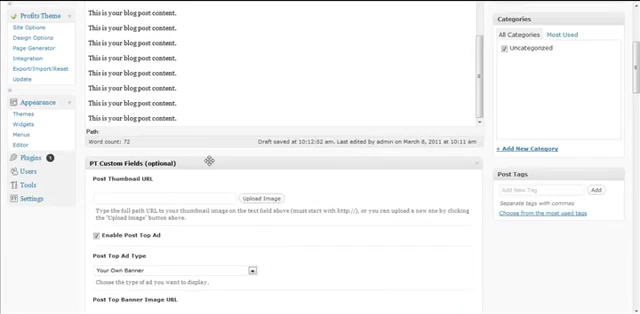 Profits Theme
Site Options
Design Options
Page Generator
Integration
Export/Import/Reset
Update
Appearance
Themes
Widgets
Menus
Editor
Plugins 1
Users
Tools
Settings
This is your blog post content.
This is your blog post content.
This is your blog post content.
This is your blog post content.
This is your blog post content.
This is your blog post content.
This is your blog post content.
This is your blog post content.
Path:
Word count: 72
Draft saved at 10:12:52 am. Last edited by admin on March 8, 2011 at 10:11 am
PT Custom Fields (optional)
Post Thumbnail URL
Upload Image
Type the full path URL to your thumbnail image on the text field above (must start with http://), or you can upload a new one by clicking
the "Upload Image" button above.
Enable Post Top Ad
Post Top Ad Type
Your Own Banner
Choose the type of ad you want to display.
Post Top Banner Image URL
Categories
All Categories
Most Used
Uncategorized
+ Add New Category
Post Tags
Add New Tag
Add
Separate tags with commas
Choose from the most used tags